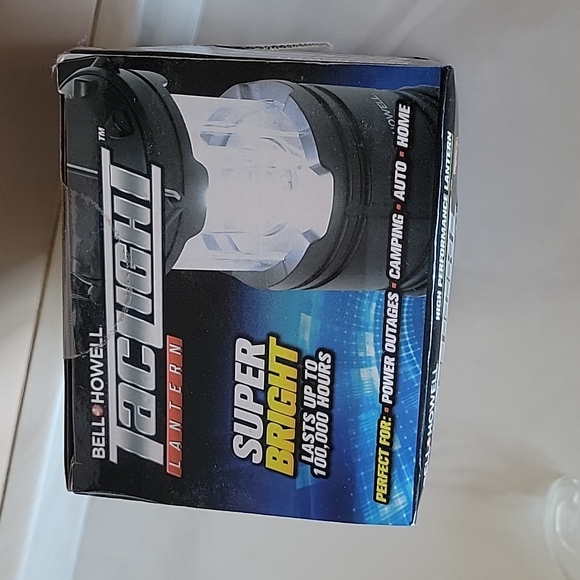 BELL+HOWELL
TACLIGHT™
LANTERN
SUPER
BRIGHT
LASTS UP TO
100,000 HOURS
PERFECT FOR: ▪ POWER OUTAGES ▪ CAMPING ▪ AUTO ▪ HOME
HOWELL
HIGH PERFORMANCE LANTERN